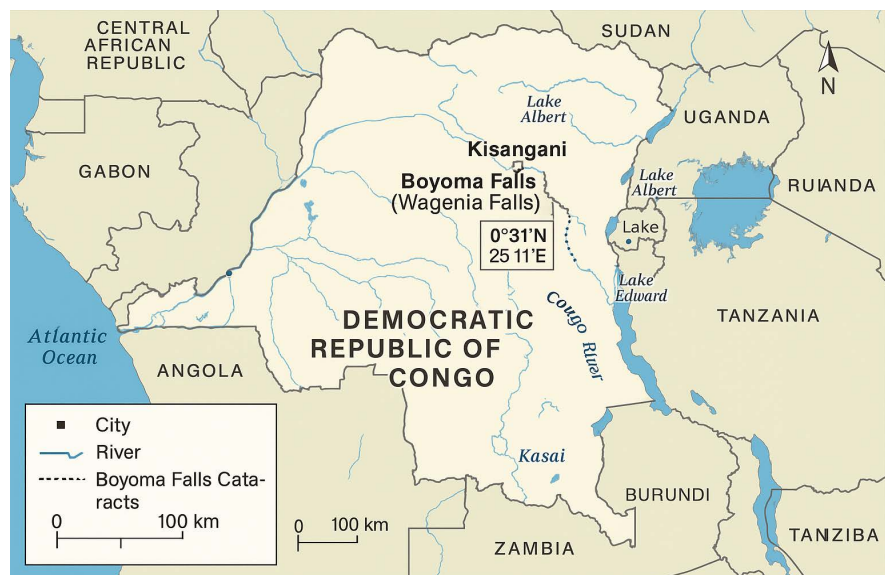 CENTRAL
AFRICAN
REPUBLIC
SUDAN
N
Lake
Albert
UGANDA
Kisangani
GABON
Boyoma Falls
(Wagenia Falls)
Lake
Albert
RUIANDA
0°31'N
25 11'E
Lake
Lake
Edward
Congo River
DEMOCRATIC
REPUBLIC OF
CONGO
TANZANIA
Atlantic
Ocean
ANGOLA
City
River
Boyoma Falls Cata-
racts
0 100 km
0 100 km
Kasai
BURUNDI
ZAMBIA
TANZIBA